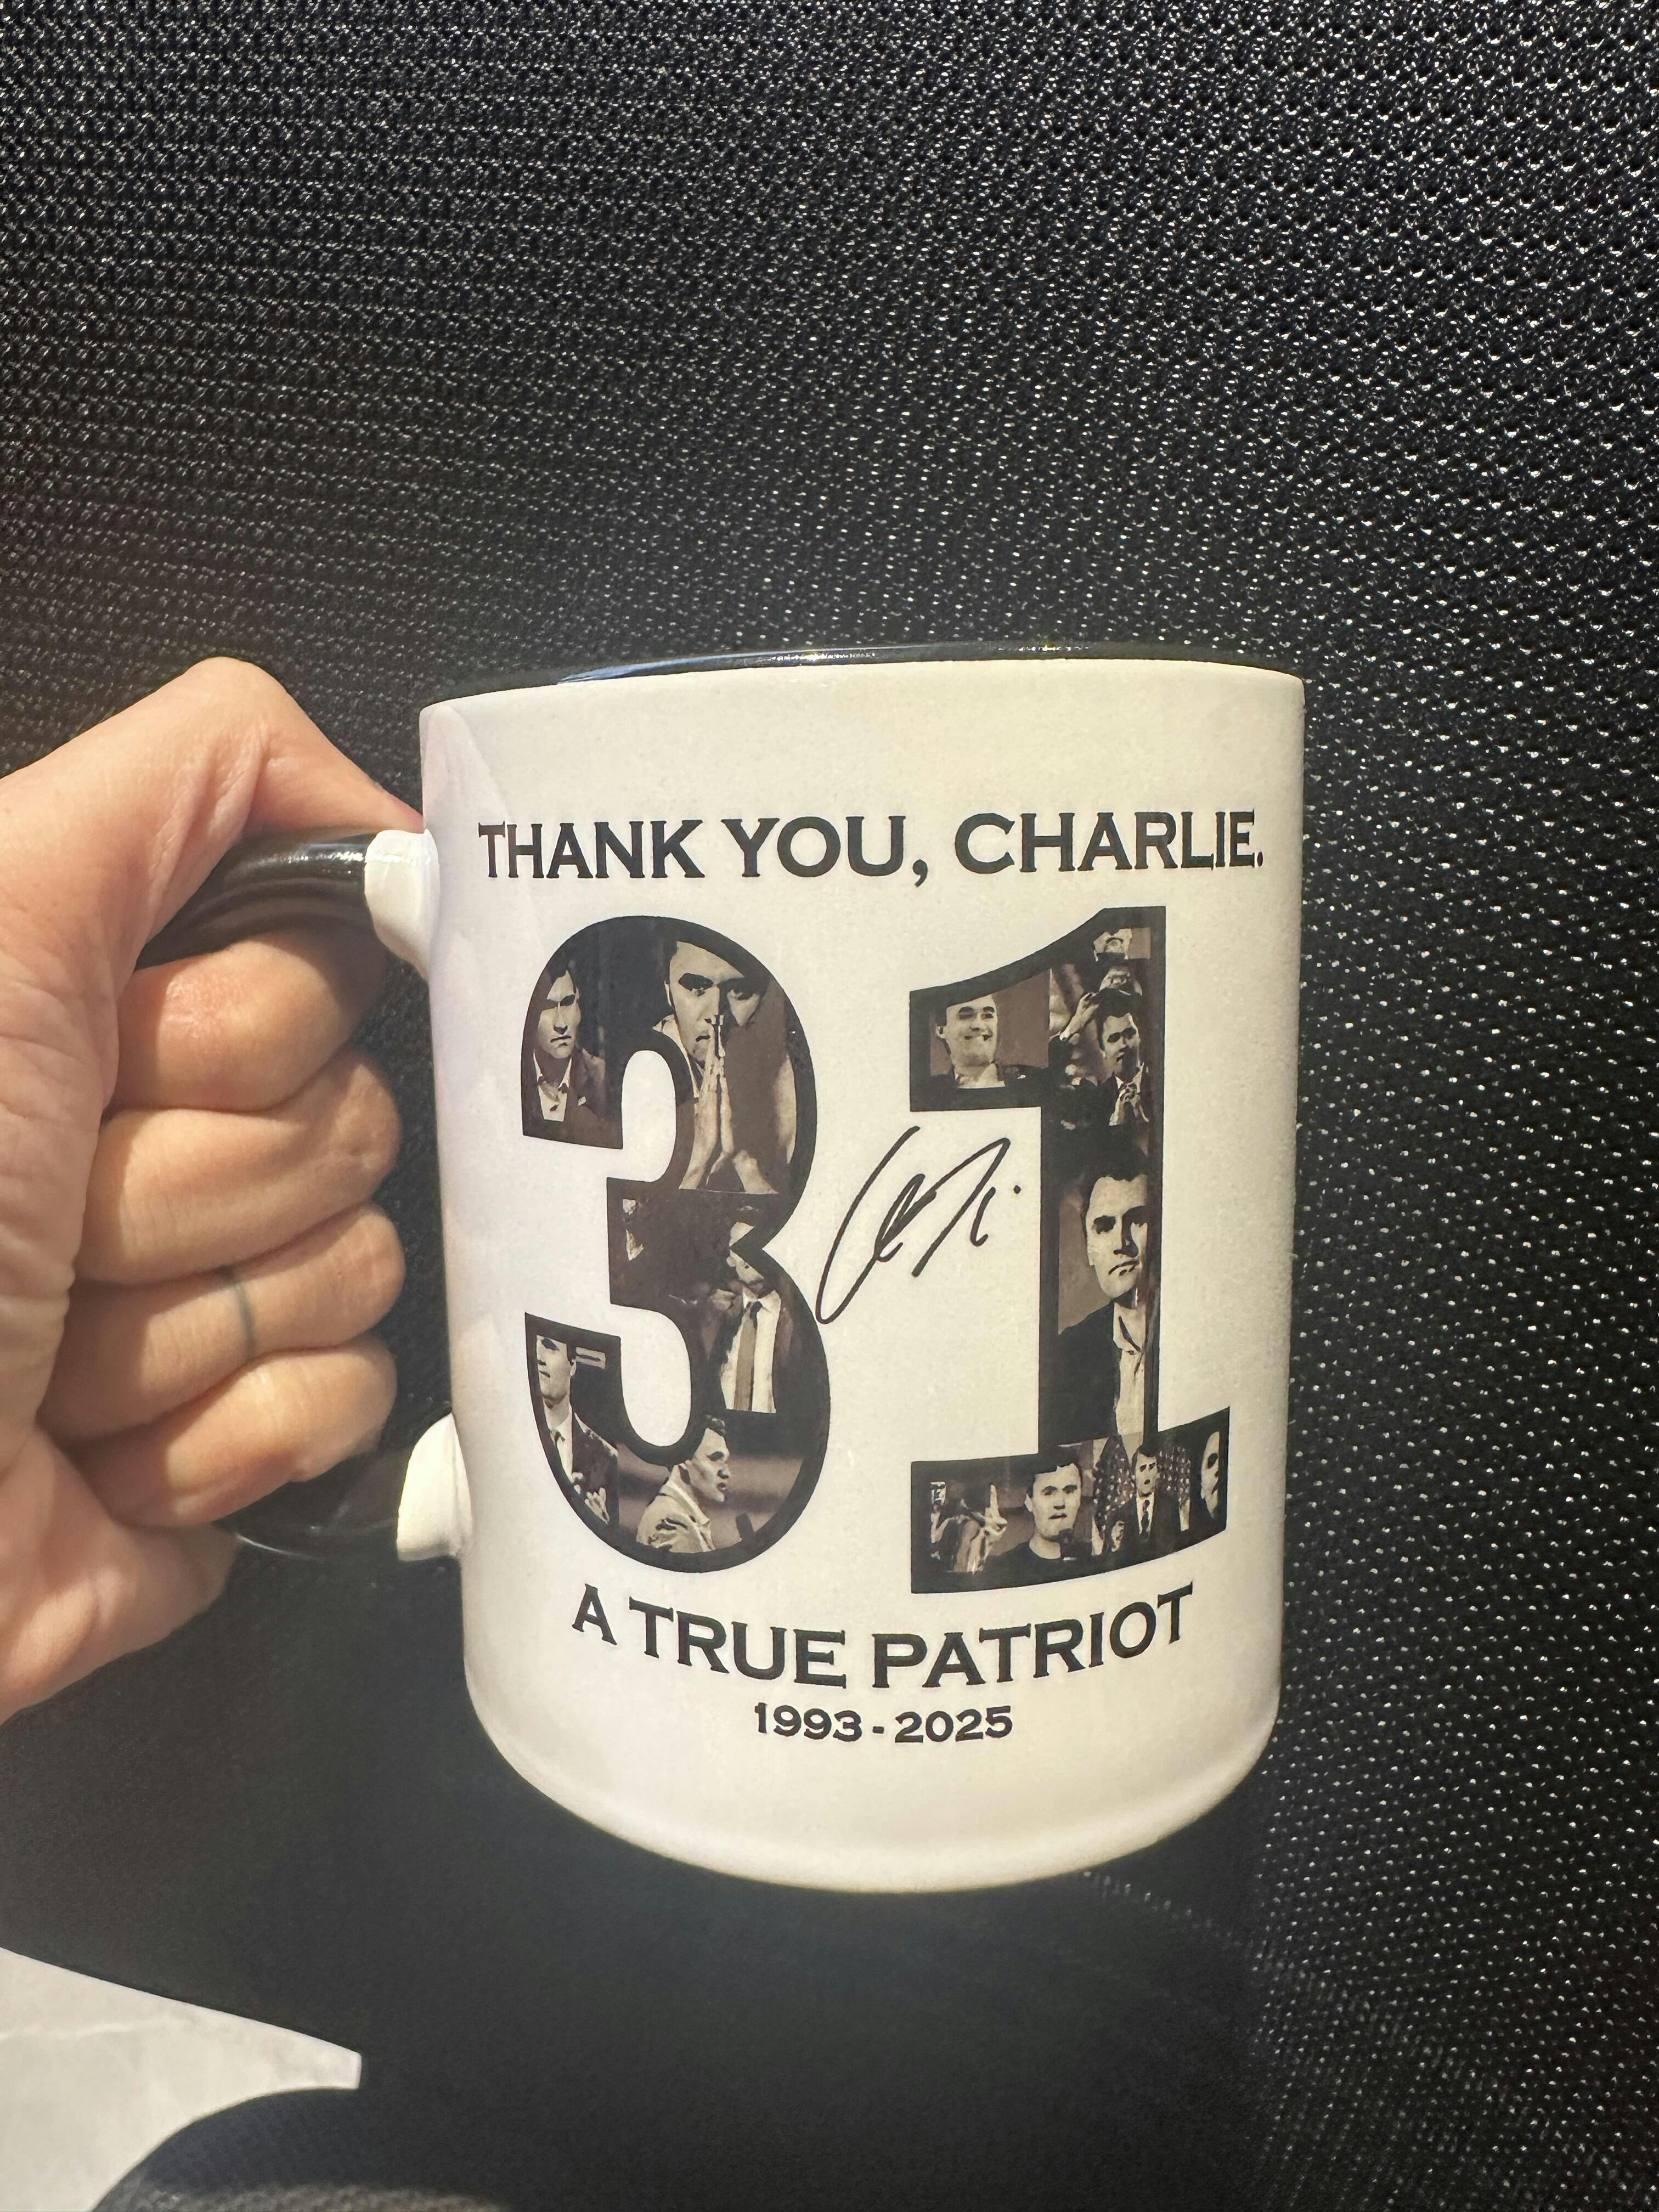 THANK YOU, CHARLIE.
31
A TRUE PATRIOT
1993 - 2025